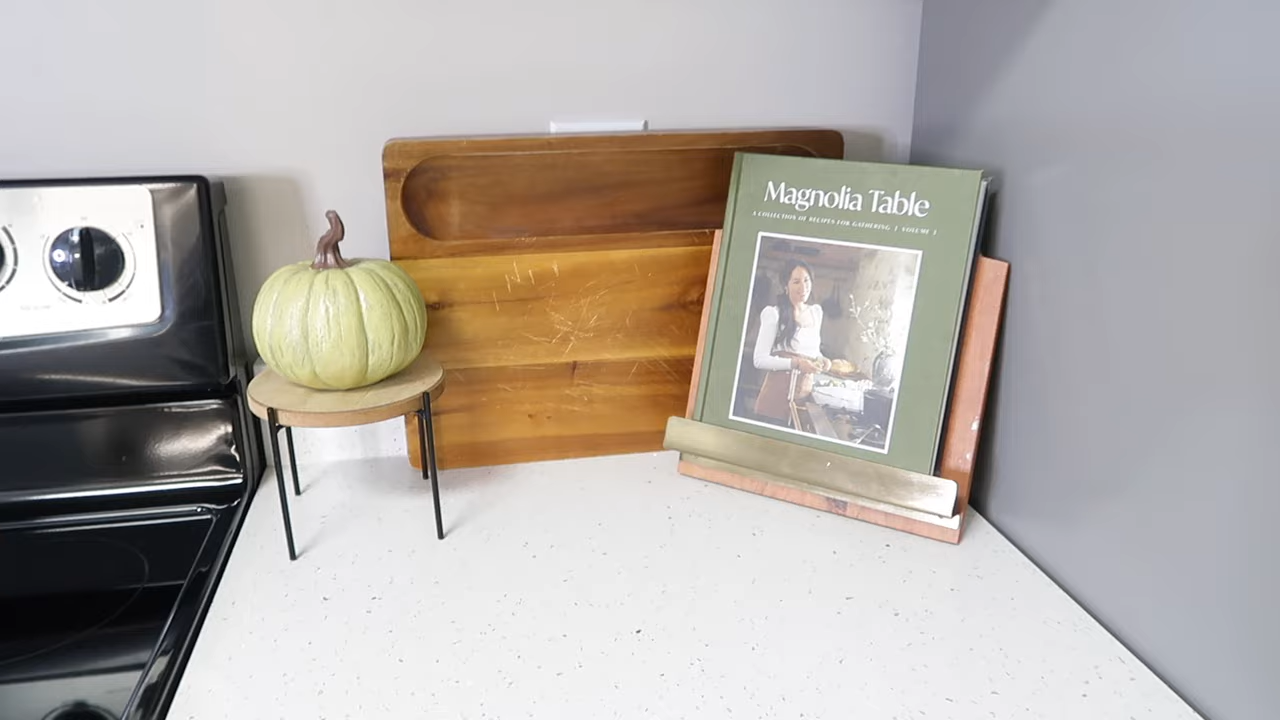 Magnolia Table
A COLLECTION OF RECIPES FOR GATHERING | VOLUME 1